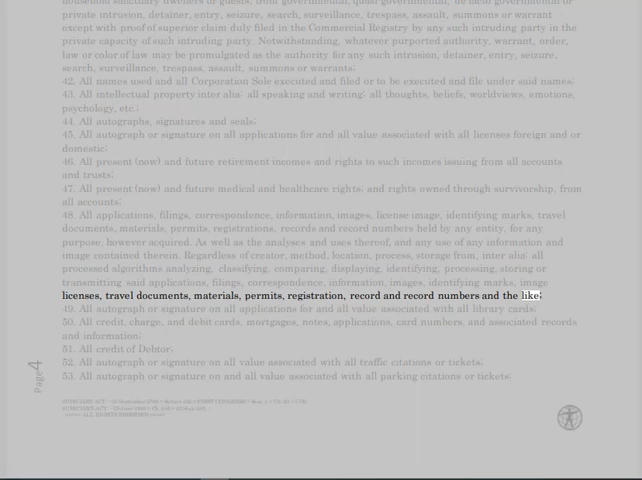 household sanctuary dwellers or guests, from governmental, quasi-governmental, de facto governmental or
private intrusion, detainer, entry, seizure, search, surveillance, trespass, assault, summons or warrant
except with proof of superior claim duly filed in the Commercial Registry by any such intruding party in the
private capacity of such intruding party. Notwithstanding, whatever purported authority, warrant, order,
law or color of law may be promulgated as the authority for any such intrusion, detainer, entry, seizure,
search, surveillance, trespass, assault, summons or warrants;
42. All names used and all Corporation Sole executed and filed or to be executed and file under said names;
43. All intellectual property inter alia: all speaking and writing; all thoughts, beliefs, worldviews, emotions,
psychology, etc.;
44. All autographs, signatures and seals;
45. All autograph or signature on all applications for and all value associated with all licenses foreign and or
domestic;
46. All present (now) and future retirement incomes and rights to such incomes issuing from all accounts
and trusts;
47. All present (now) and future medical and healthcare rights; and rights owned through survivorship, from
all accounts;
48. All applications, filings, correspondence, information, images, license image, identifying marks, travel
documents, materials, permits, registrations, records and record numbers held by any entity, for any
purpose, however acquired. As well as the analyses and uses thereof, and any use of any information and
image contained therein. Regardless of creator, method, location, process, storage from, inter alia: all
processed algorithms analyzing, classifying, comparing, displaying, identifying, processing, storing or
transmitting said applications, filings, correspondence, information, images, identifying marks, image
licenses, travel documents, materials, permits, registration, record and record numbers and the like;
49. All autograph or signature on all applications for and all value associated with all library cards;
50. All credit, charge, and debit cards, mortgages, notes, applications, card numbers, and associated records
and information;
51. All credit of Debtor;
52. All autograph or signature on all value associated with all traffic citations or tickets;
53. All autograph or signature on and all value associated with all parking citations or tickets;
Page4
ALL RIGHTS RESERVED